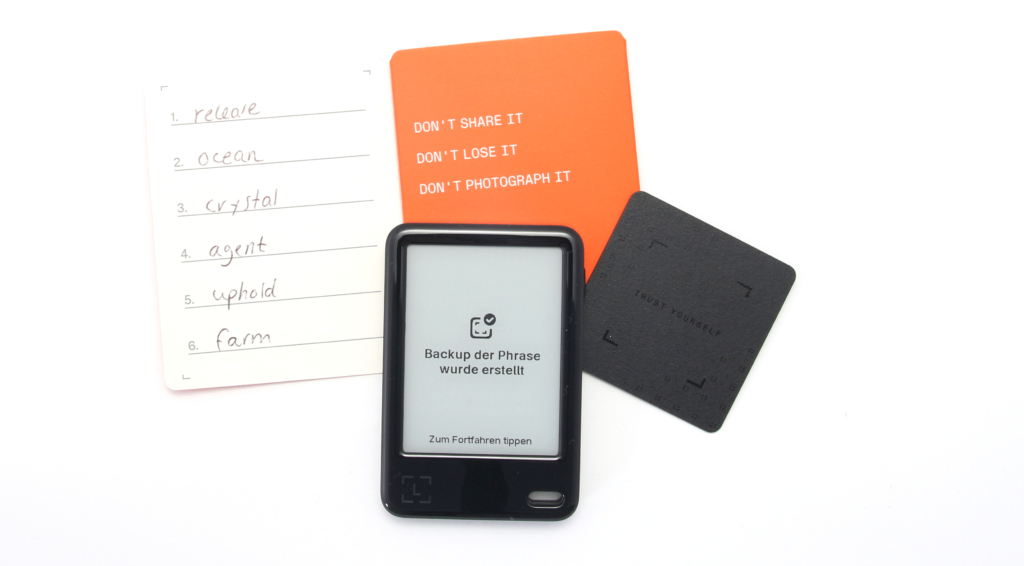 1. release
2. ocean
3. crystal
4. agent
5. uphold
6. farm
DON'T SHARE IT
DON'T LOSE IT
DON'T PHOTOGRAPH IT
TRUST YOURSELF
Backup der Phrase
wurde erstellt
Zum Fortfahren tippen